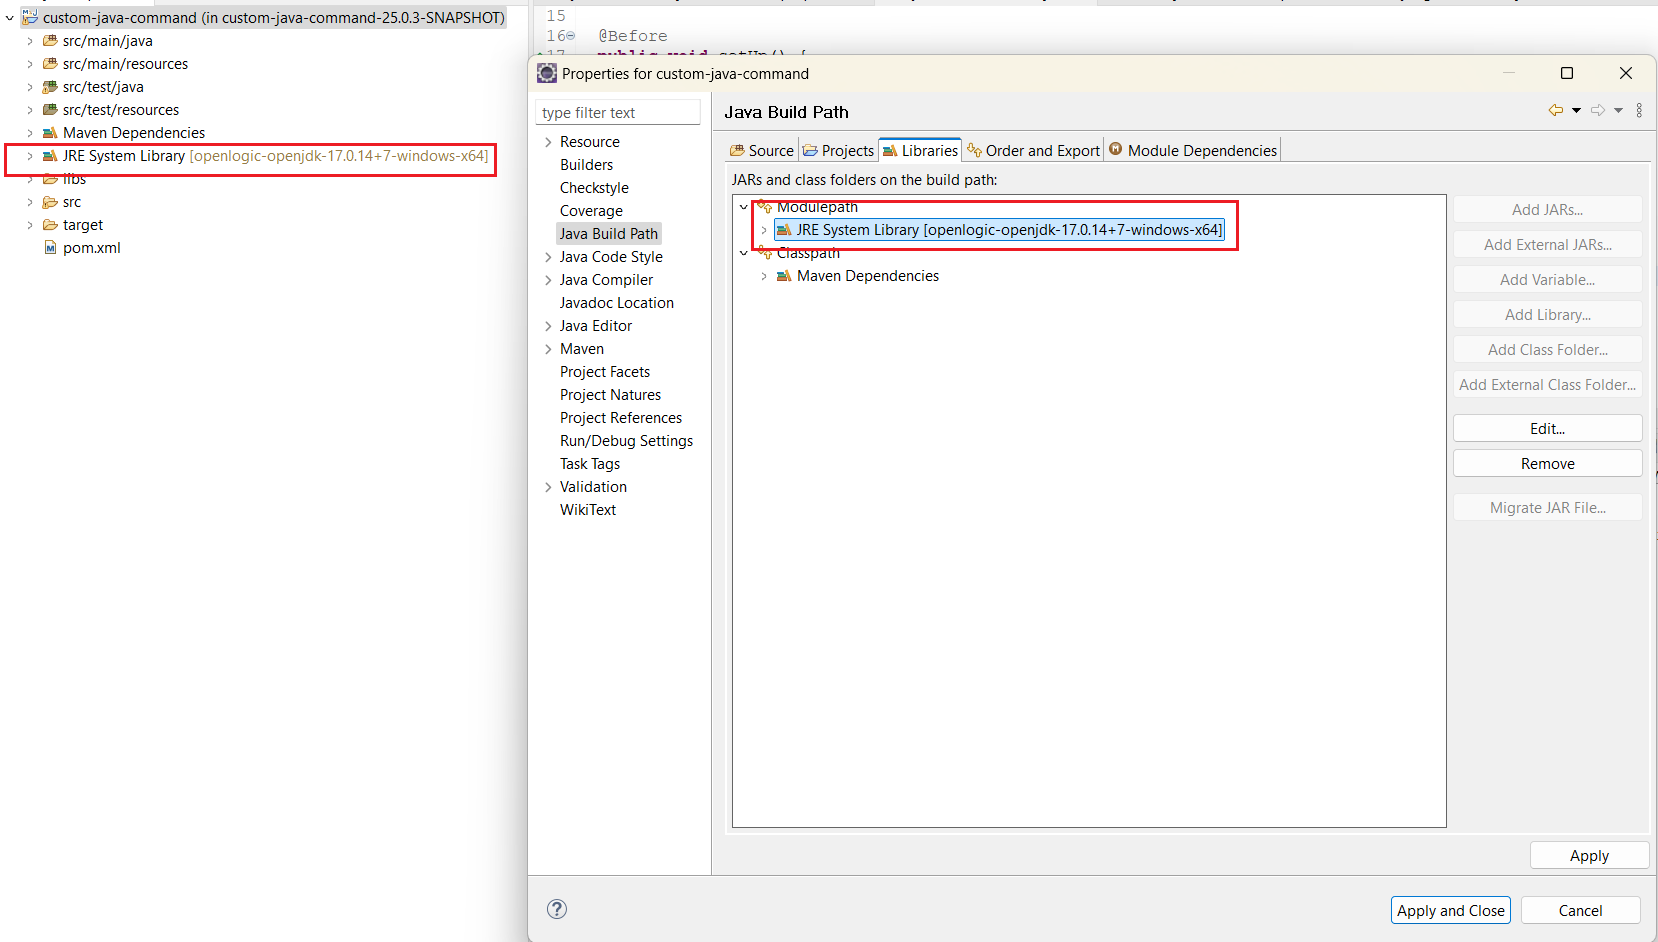 custom-java-command (in custom-java-command-25.0.3-SNAPSHOT)
src/main/java
src/main/resources
src/test/java
src/test/resources
Maven Dependencies
JRE System Library [openlogic-openjdk-17.0.14+7-windows-x64]
libs
src
target
pom.xml
15
16 @Before
17 public void setUp() {
Properties for custom-java-command
type filter text
Resource
Builders
Checkstyle
Coverage
Java Build Path
Java Code Style
Java Compiler
Javadoc Location
Java Editor
Maven
Project Facets
Project Natures
Project References
Run/Debug Settings
Task Tags
Validation
WikiText
Java Build Path
Source Projects Libraries Order and Export Module Dependencies
JARs and class folders on the build path:
Modulepath
JRE System Library [openlogic-openjdk-17.0.14+7-windows-x64]
Classpath
Maven Dependencies
Add JARs...
Add External JARs...
Add Variable...
Add Library...
Add Class Folder...
Add External Class Folder...
Edit...
Remove
Migrate JAR File...
Apply
Apply and Close Cancel